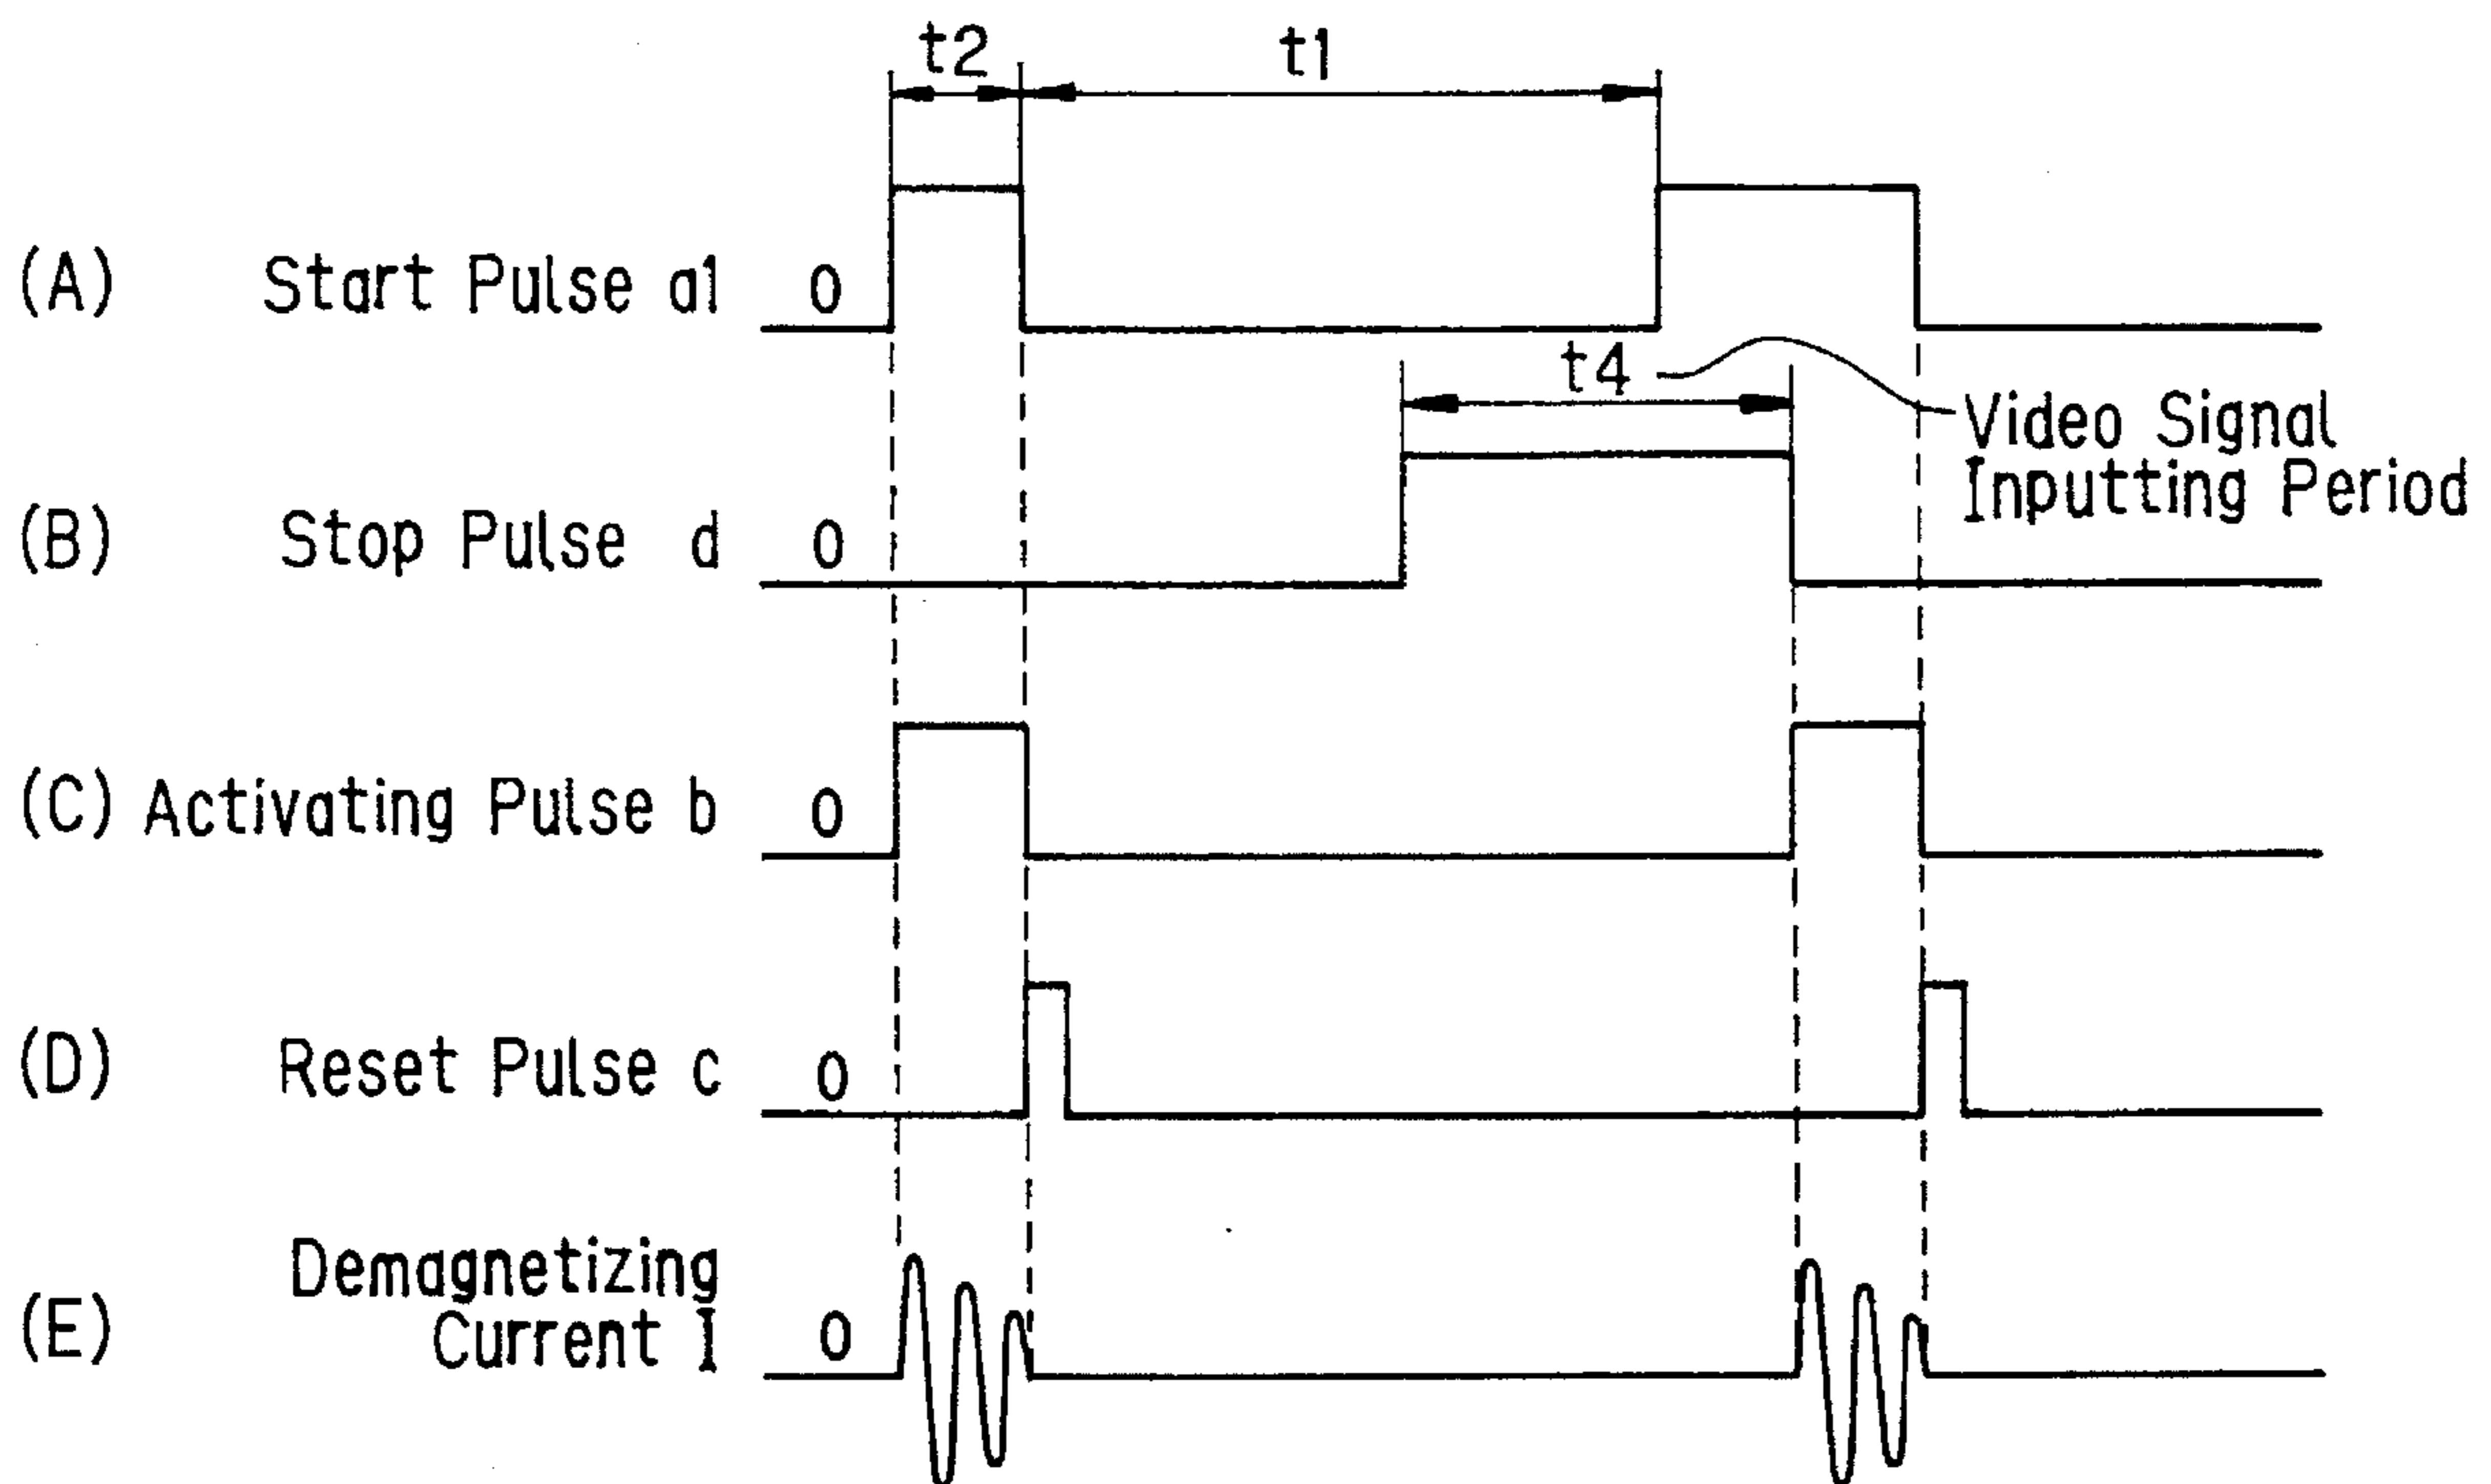 t2 t1
(A) Start Pulse a1 0
t4
Video Signal
Inputting Period
(B) Stop Pulse d 0
(C) Activating Pulse b 0
(D) Reset Pulse c 0
Demagnetizing
(E) Current I 0